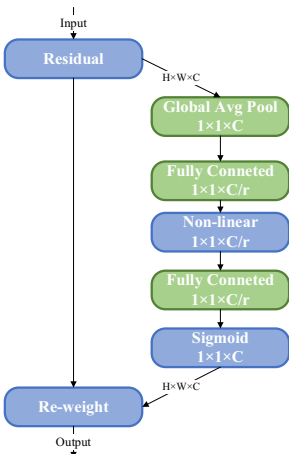 Input
Residual
H×W×C
Global Avg Pool
1×1×C
Fully Conneted
1×1×C/r
Non-linear
1×1×C/r
Fully Conneted
1×1×C/r
Sigmoid
1×1×C
H×W×C
Re-weight
Output